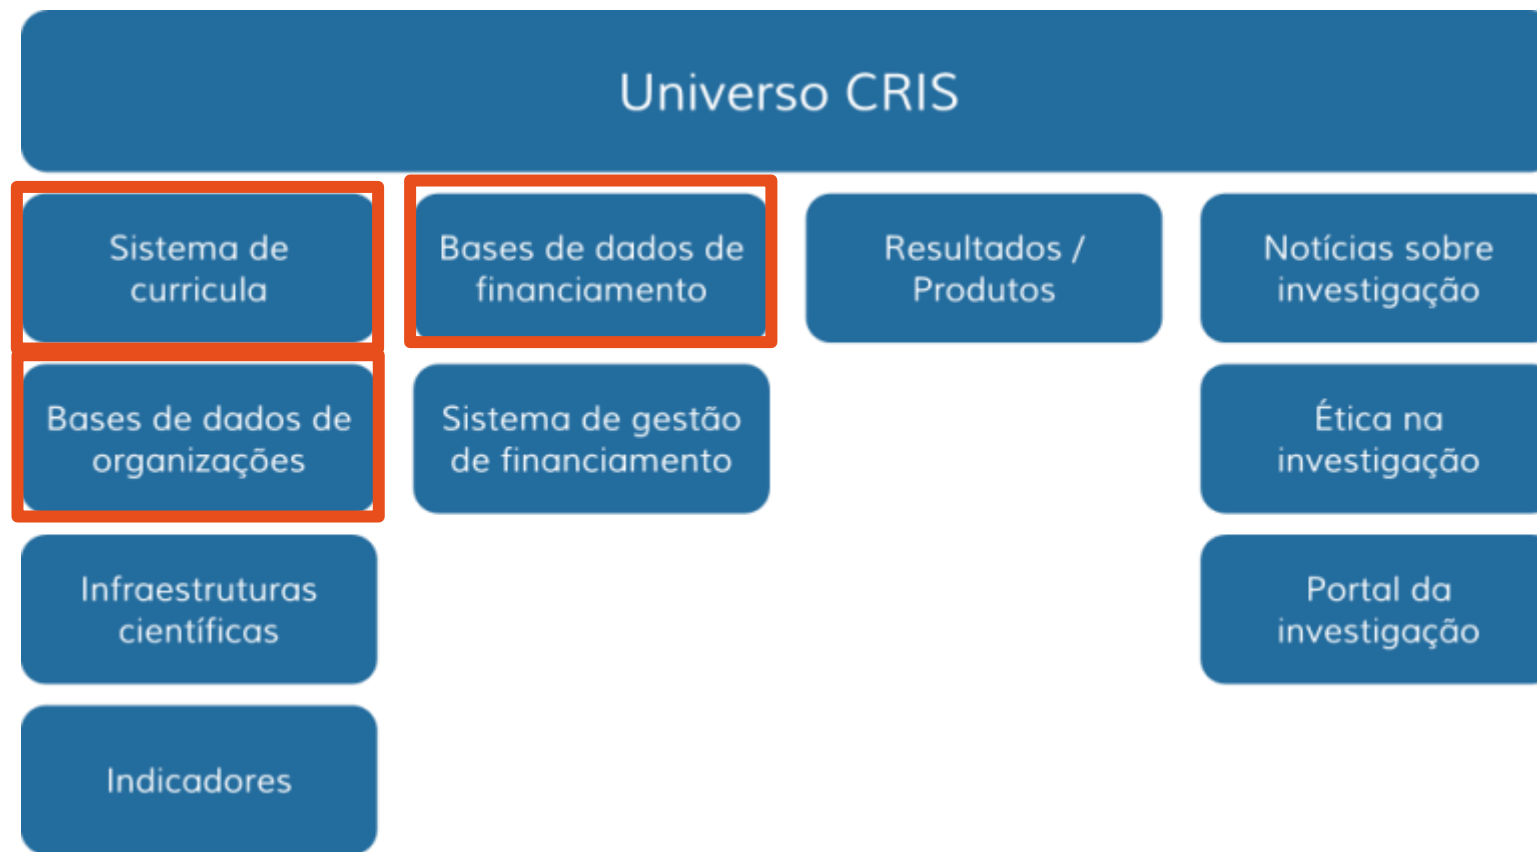 Universo CRIS
Sistema de
curricula
Bases de dados de
financiamento
Resultados /
Produtos
Notícias sobre
investigação
Bases de dados de
organizações
Sistema de gestão
de financiamento
Ética na
investigação
Infraestruturas
científicas
Portal da
investigação
Indicadores